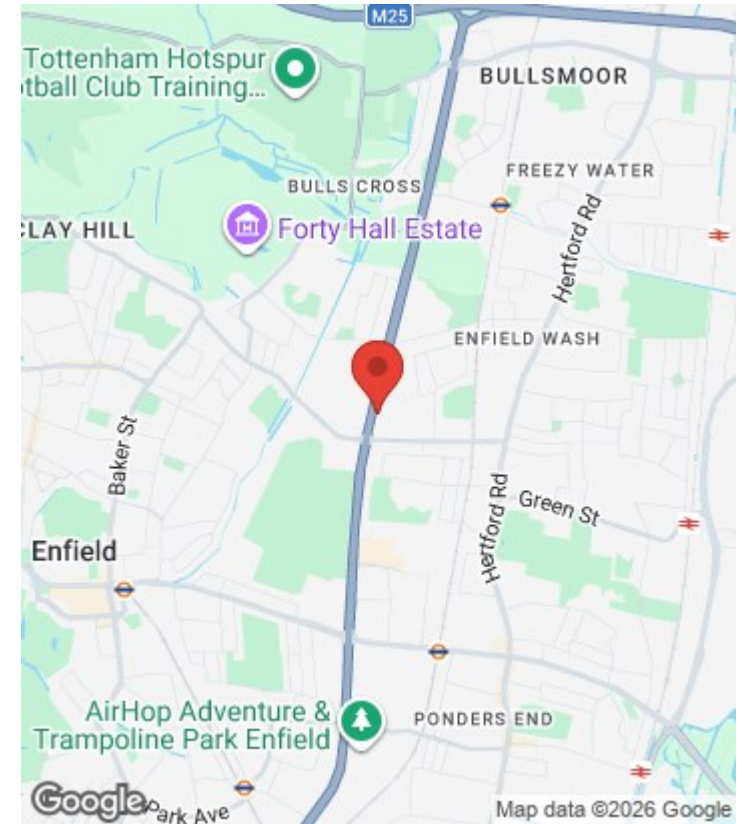 M25
Tottenham Hotspur
otball Club Training...
BULLSMOOR
FREEZY WATER
BULLS CROSS
CLAY HILL
Forty Hall Estate
Hertford Rd
ENFIELD WASH
Baker St
Hertford Rd
Green St
Enfield
AirHop Adventure &
Trampoline Park Enfield
PONDERS END
Google
Park Ave
Map data ©2026 Google